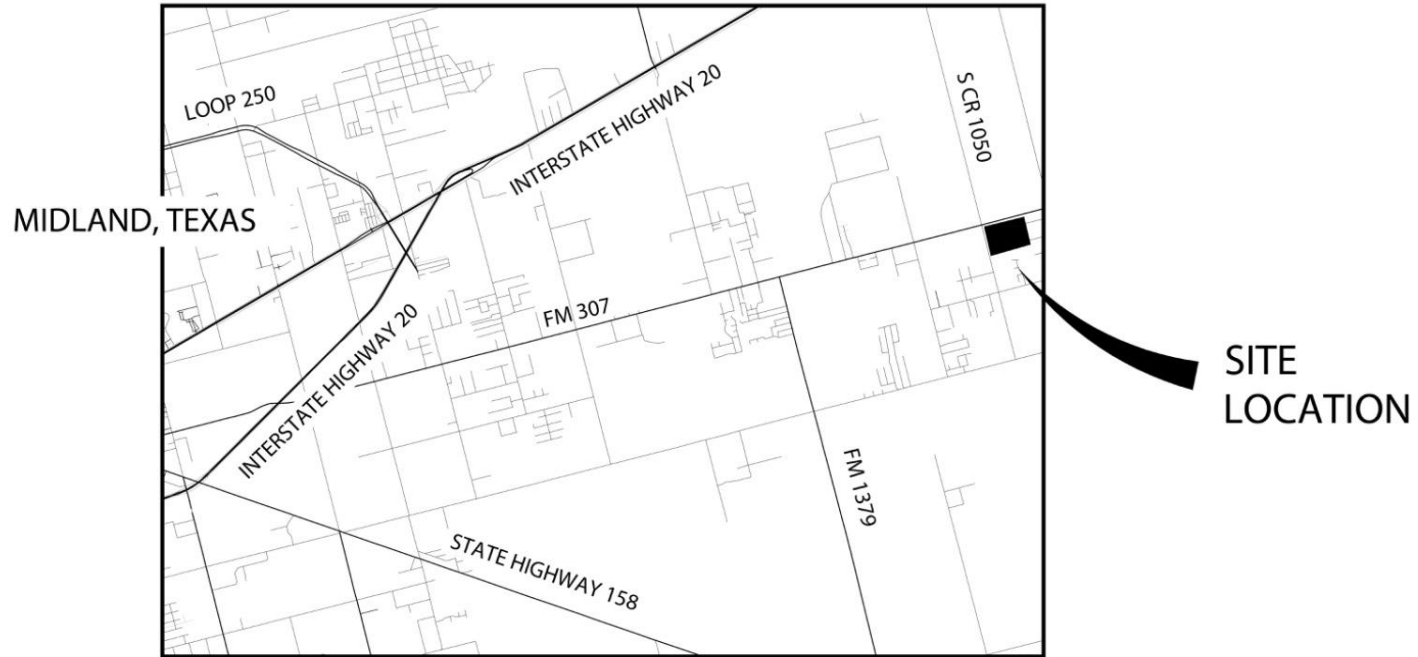 LOOP 250
INTERSTATE HIGHWAY 20
S CR 1050
MIDLAND, TEXAS
FM 307
INTERSTATE HIGHWAY 20
SITE
LOCATION
FM 1379
STATE HIGHWAY 158